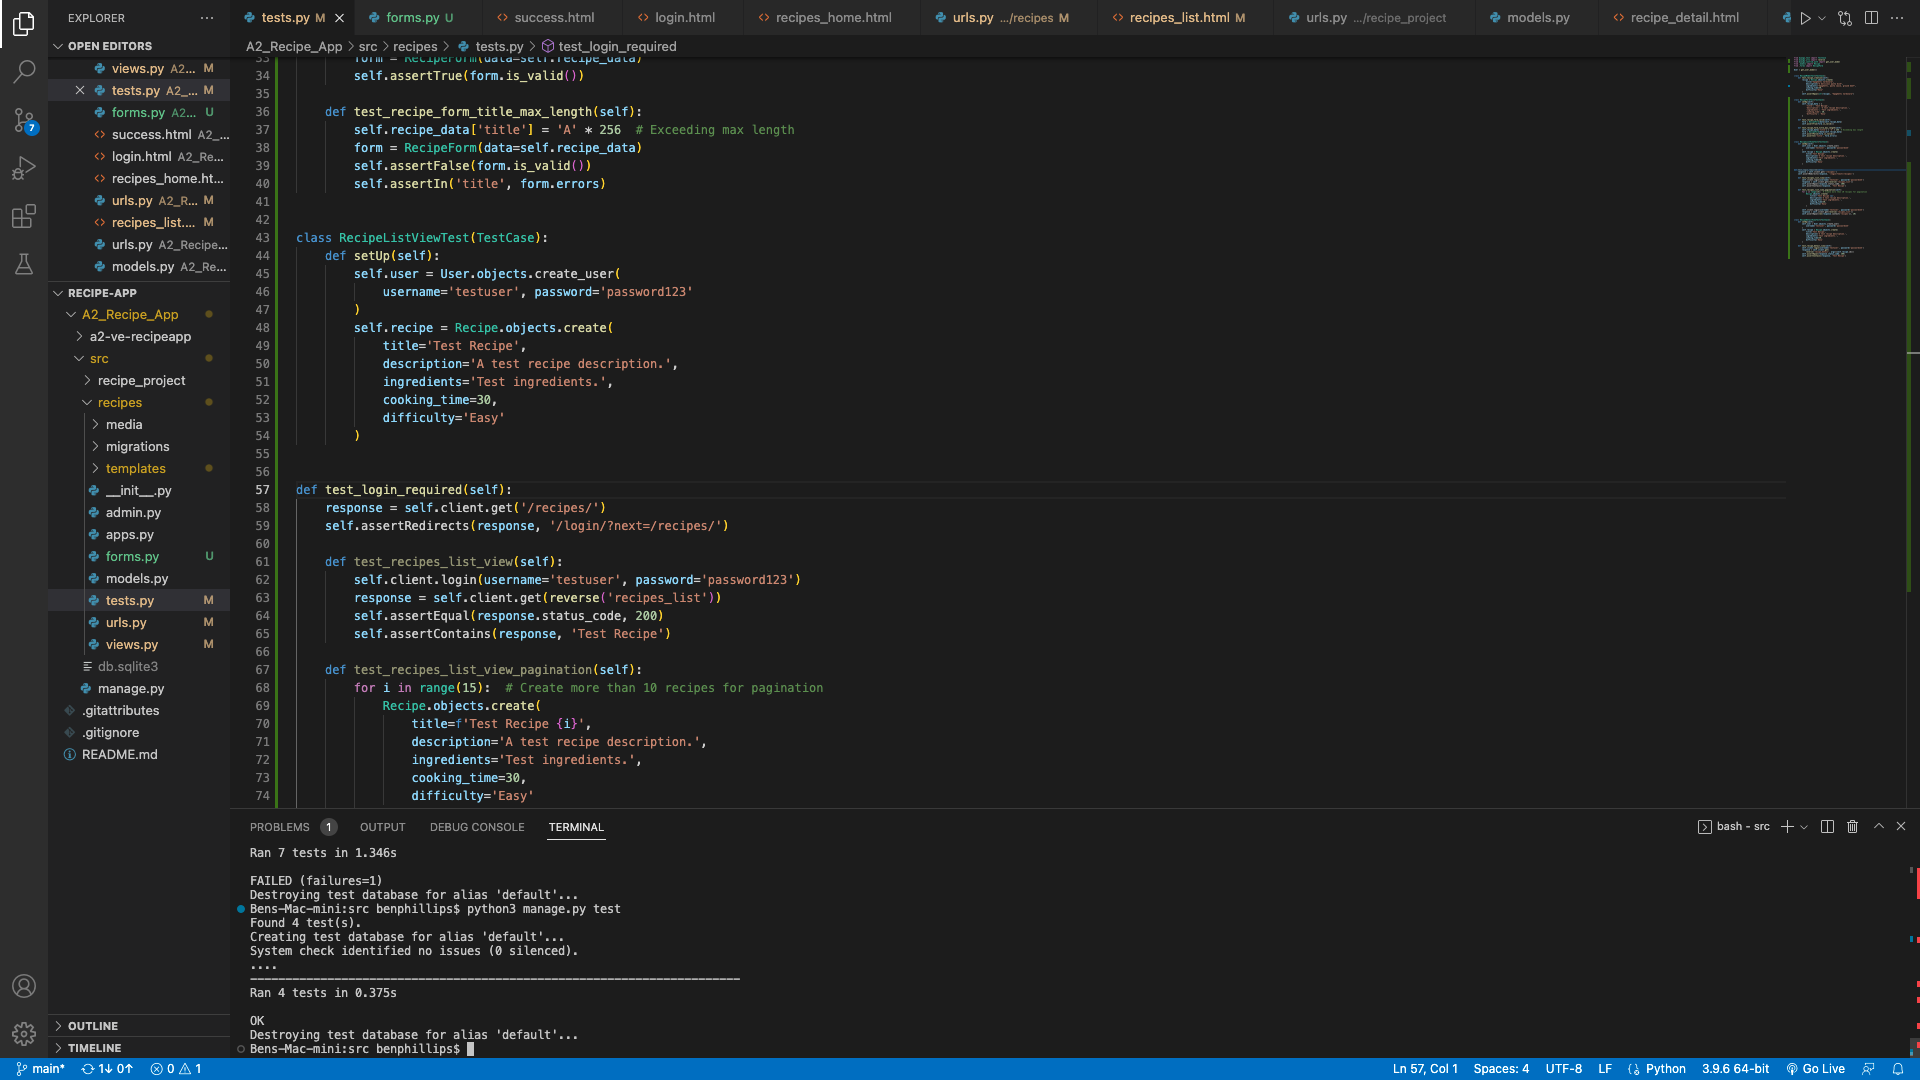 EXPLORER
tests.py M
forms.py U
success.html
login.html
recipes_home.html
urls.py .../recipes M
recipes_list.html M
urls.py .../recipe_project
models.py
recipe_detail.html
OPEN EDITORS
views.py A2... M
tests.py A2_... M
forms.py A2... U
success.html A2_...
login.html A2_Re...
recipes_home.ht...
urls.py A2_R... M
recipes_list.... M
urls.py A2_Recipe...
models.py A2_Re...
7
RECIPE-APP
A2_Recipe_App
a2-ve-recipeapp
src
recipe_project
recipes
media
migrations
templates
__init__.py
admin.py
apps.py
forms.py U
models.py
tests.py M
urls.py M
views.py M
db.sqlite3
manage.py
.gitattributes
.gitignore
README.md
OUTLINE
TIMELINE
A2_Recipe_App > src > recipes > tests.py > test_login_required
33 form = RecipeForm(data=self.recipe_data)
34 self.assertTrue(form.is_valid())
35
36 def test_recipe_form_title_max_length(self):
37 self.recipe_data['title'] = 'A' * 256 # Exceeding max length
38 form = RecipeForm(data=self.recipe_data)
39 self.assertFalse(form.is_valid())
40 self.assertIn('title', form.errors)
41
42
43 class RecipeListViewTest(TestCase):
44 def setUp(self):
45 self.user = User.objects.create_user(
46 username='testuser', password='password123'
47 )
48 self.recipe = Recipe.objects.create(
49 title='Test Recipe',
50 description='A test recipe description.',
51 ingredients='Test ingredients.',
52 cooking_time=30,
53 difficulty='Easy'
54 )
55
56
57 def test_login_required(self):
58 response = self.client.get('/recipes/')
59 self.assertRedirects(response, '/login/?next=/recipes/')
60
61 def test_recipes_list_view(self):
62 self.client.login(username='testuser', password='password123')
63 response = self.client.get(reverse('recipes_list'))
64 self.assertEqual(response.status_code, 200)
65 self.assertContains(response, 'Test Recipe')
66
67 def test_recipes_list_view_pagination(self):
68 for i in range(15): # Create more than 10 recipes for pagination
69 Recipe.objects.create(
70 title=f'Test Recipe {i}',
71 description='A test recipe description.',
72 ingredients='Test ingredients.',
73 cooking_time=30,
74 difficulty='Easy'
PROBLEMS 1 OUTPUT DEBUG CONSOLE TERMINAL
bash - src
Ran 7 tests in 1.346s
FAILED (failures=1)
Destroying test database for alias 'default'...
Bens-Mac-mini:src benphillips$ python3 manage.py test
Found 4 test(s).
Creating test database for alias 'default'...
System check identified no issues (0 silenced).
....
----------------------------------------------------------------------
Ran 4 tests in 0.375s
OK
Destroying test database for alias 'default'...
Bens-Mac-mini:src benphillips$
main* 1↓ 0↑ 0 1
Ln 57, Col 1 Spaces: 4 UTF-8 LF Python 3.9.6 64-bit Go Live